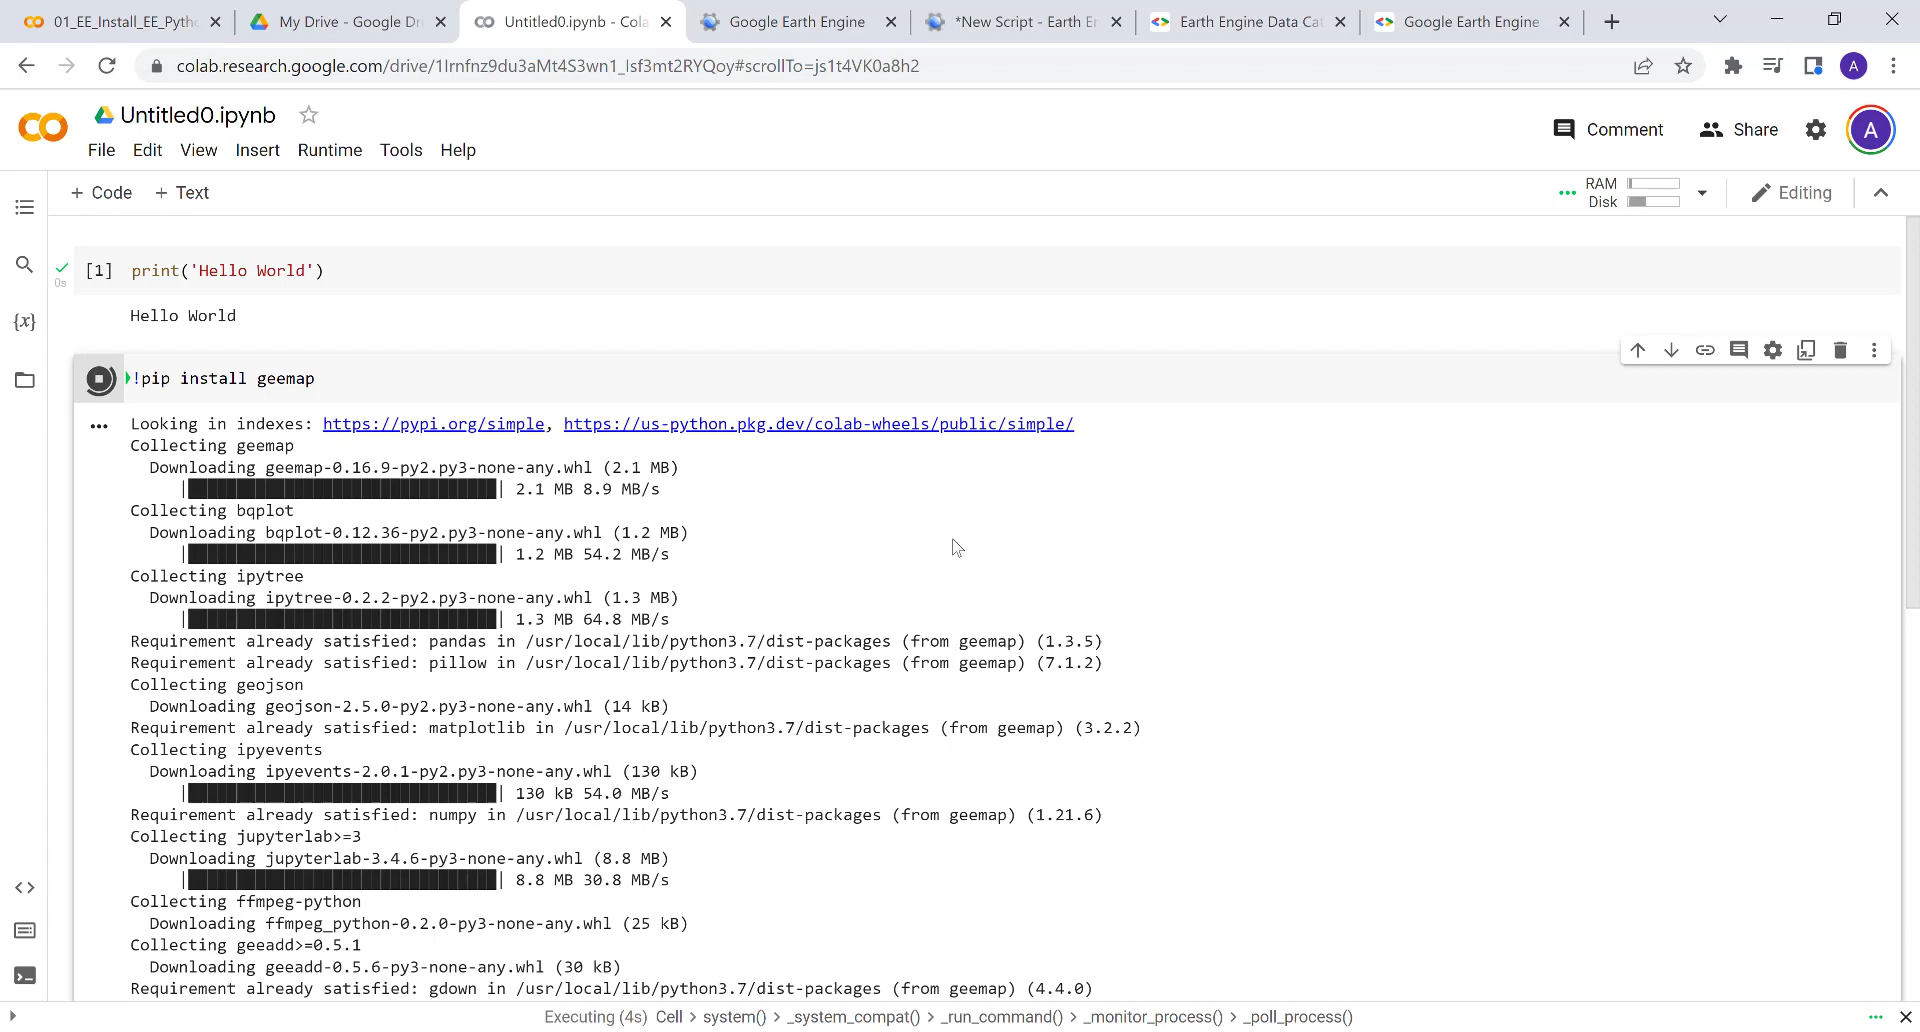 01_EE_Install_EE_Pytho
My Drive - Google Dri
Untitled0.ipynb - Cola
Google Earth Engine
*New Script - Earth En
Earth Engine Data Cat
Google Earth Engine
colab.research.google.com/drive/1Irnfnz9du3aMt4S3wn1_lsf3mt2RYQoy#scrollTo=js1t4VK0a8h2
A
Untitled0.ipynb
Comment
Share
A
File Edit View Insert Runtime Tools Help
+ Code + Text
RAM
Disk
Editing
[1] print('Hello World')
0s
Hello World
{x}
!pip install geemap
Looking in indexes: https://pypi.org/simple, https://us-python.pkg.dev/colab-wheels/public/simple/
Collecting geemap
Downloading geemap-0.16.9-py2.py3-none-any.whl (2.1 MB)
|████████████████████████████████| 2.1 MB 8.9 MB/s
Collecting bqplot
Downloading bqplot-0.12.36-py2.py3-none-any.whl (1.2 MB)
|████████████████████████████████| 1.2 MB 54.2 MB/s
Collecting ipytree
Downloading ipytree-0.2.2-py2.py3-none-any.whl (1.3 MB)
|████████████████████████████████| 1.3 MB 64.8 MB/s
Requirement already satisfied: pandas in /usr/local/lib/python3.7/dist-packages (from geemap) (1.3.5)
Requirement already satisfied: pillow in /usr/local/lib/python3.7/dist-packages (from geemap) (7.1.2)
Collecting geojson
Downloading geojson-2.5.0-py2.py3-none-any.whl (14 kB)
Requirement already satisfied: matplotlib in /usr/local/lib/python3.7/dist-packages (from geemap) (3.2.2)
Collecting ipyevents
Downloading ipyevents-2.0.1-py2.py3-none-any.whl (130 kB)
|████████████████████████████████| 130 kB 54.0 MB/s
Requirement already satisfied: numpy in /usr/local/lib/python3.7/dist-packages (from geemap) (1.21.6)
Collecting jupyterlab>=3
Downloading jupyterlab-3.4.6-py3-none-any.whl (8.8 MB)
|████████████████████████████████| 8.8 MB 30.8 MB/s
Collecting ffmpeg-python
Downloading ffmpeg_python-0.2.0-py3-none-any.whl (25 kB)
Collecting geeadd>=0.5.1
Downloading geeadd-0.5.6-py3-none-any.whl (30 kB)
Requirement already satisfied: gdown in /usr/local/lib/python3.7/dist-packages (from geemap) (4.4.0)
Executing (4s) Cell > system() > _system_compat() > _run_command() > _monitor_process() > _poll_process()